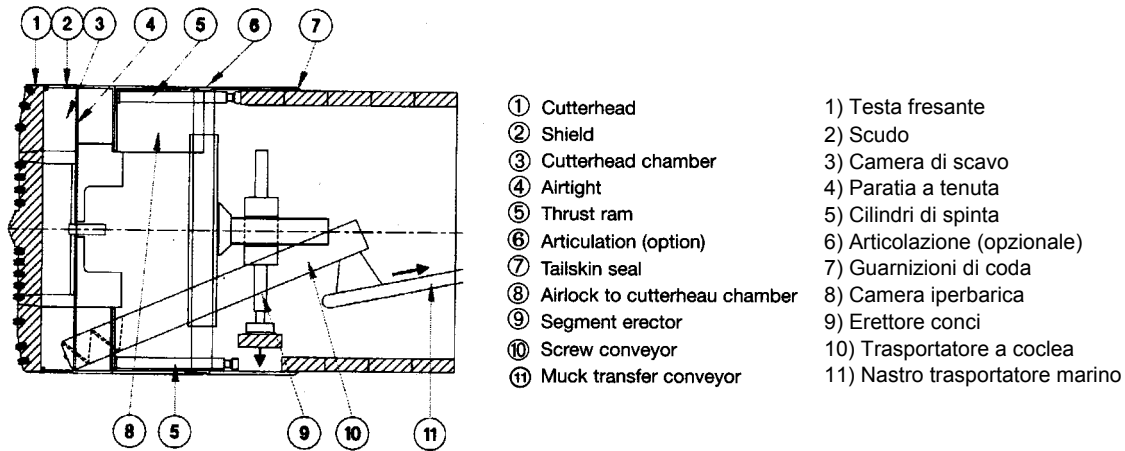 1 2 3 4 5 6 7
① Cutterhead
② Shield
③ Cutterhead chamber
④ Airtight
⑤ Thrust ram
⑥ Articulation (option)
⑦ Tailskin seal
⑧ Airlock to cutterheau chamber
⑨ Segment erector
⑩ Screw conveyor
⑪ Muck transfer conveyor
1) Testa fresante
2) Scudo
3) Camera di scavo
4) Paratia a tenuta
5) Cilindri di spinta
6) Articolazione (opzionale)
7) Guarnizioni di coda
8) Camera iperbarica
9) Erettore conci
10) Trasportatore a coclea
11) Nastro trasportatore marino
8 5 9 10 11